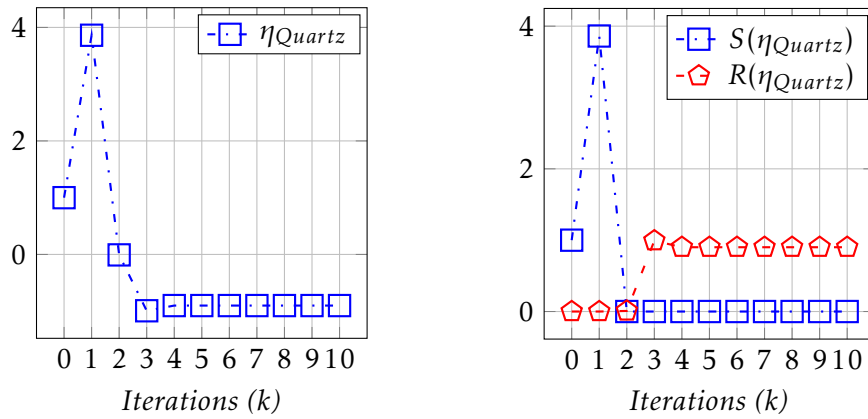 4
2
0
η_Quartz
0 1 2 3 4 5 6 7 8 9 10
Iterations (k)
4
2
0
S(η_Quartz)
R(η_Quartz)
0 1 2 3 4 5 6 7 8 9 10
Iterations (k)